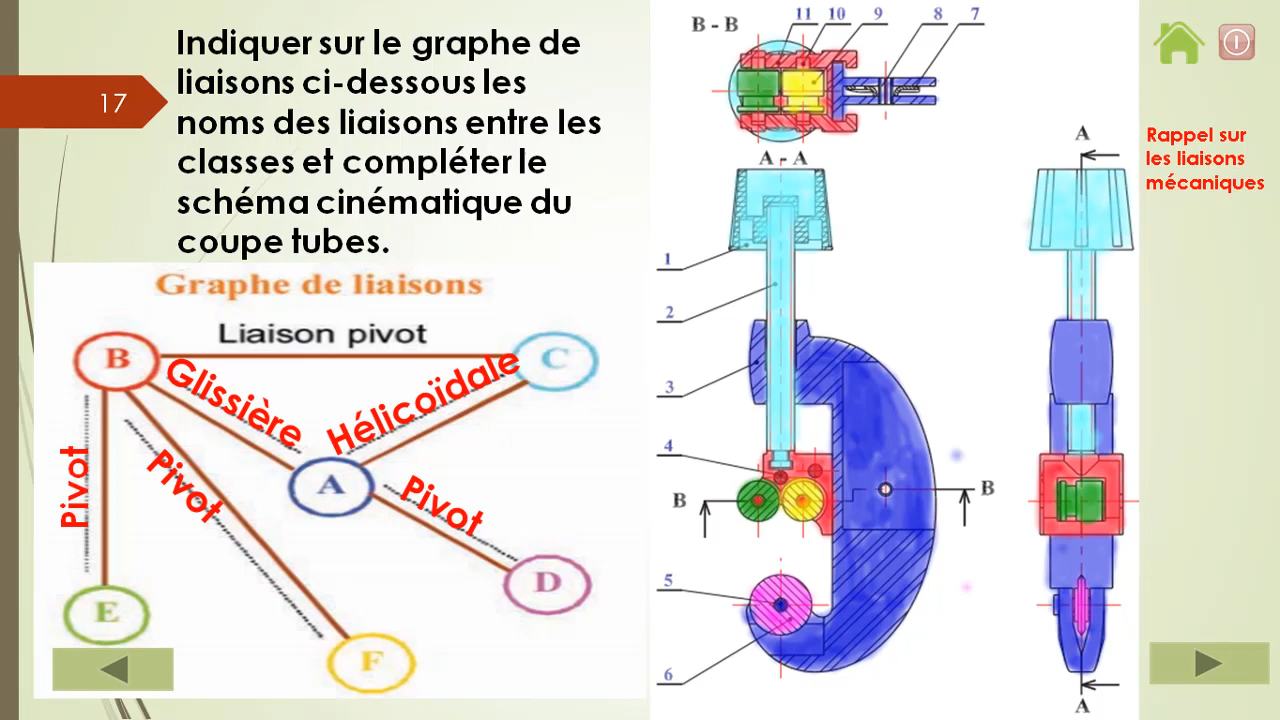 17
Indiquer sur le graphe de
liaisons ci-dessous les
noms des liaisons entre les
classes et compléter le
schéma cinématique du
coupe tubes.
Graphe de liaisons
Liaison pivot
B
C
Glissière
Hélicoïdale
A
Pivot
Pivot
Pivot
D
E
F
B - B
11
10
9
8
7
A - A
1
2
3
4
B
B
5
6
A
A
Rappel sur
les liaisons
mécaniques